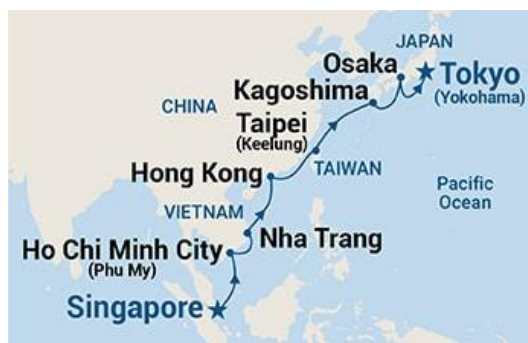 JAPAN
Osaka
Tokyo
(Yokohama)
Kagoshima
CHINA
Taipei
(Keelung)
TAIWAN
Hong Kong
Pacific
Ocean
VIETNAM
Nha Trang
Ho Chi Minh City
(Phu My)
Singapore